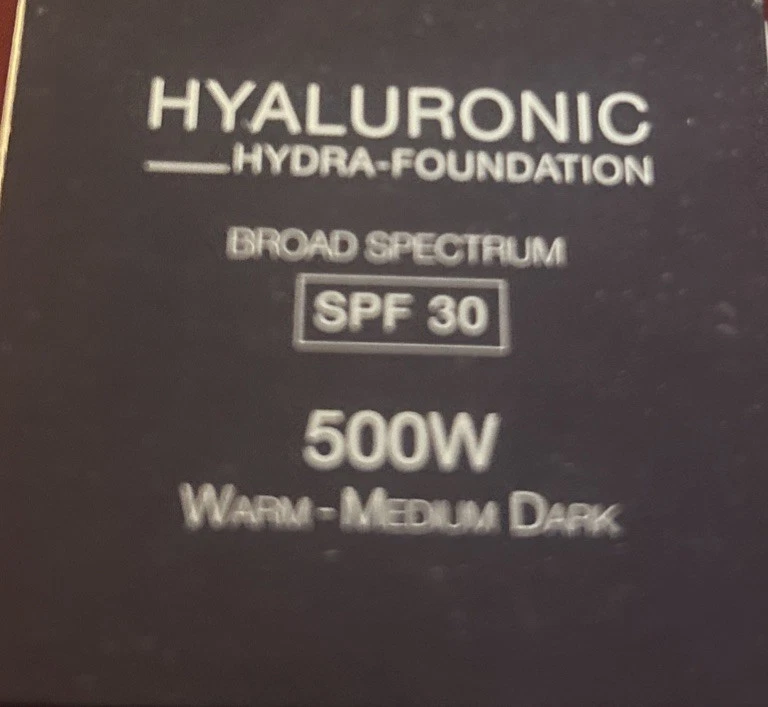 HYALURONIC
HYDRA-FOUNDATION
BROAD SPECTRUM
SPF 30
500W
WARM-MEDIUM DARK